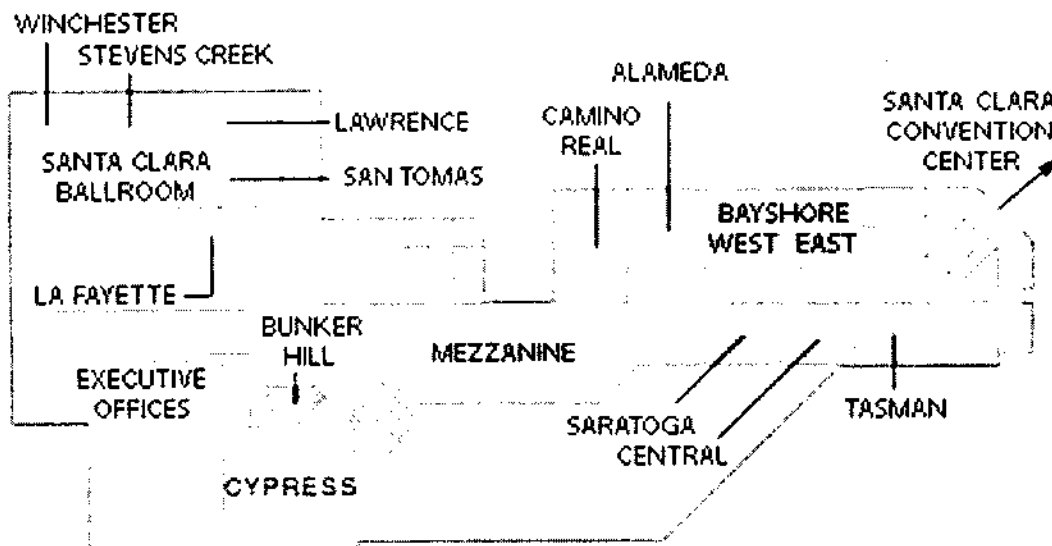 WINCHESTER
STEVENS CREEK
ALAMEDA
SANTA CLARA
CONVENTION
CENTER
CAMINO
REAL
LAWRENCE
SANTA CLARA
BALLROOM
SAN TOMAS
BAYSHORE
WEST EAST
LA FAYETTE
BUNKER
HILL
MEZZANINE
EXECUTIVE
OFFICES
TASMAN
SARATOGA
CENTRAL
CYPRESS